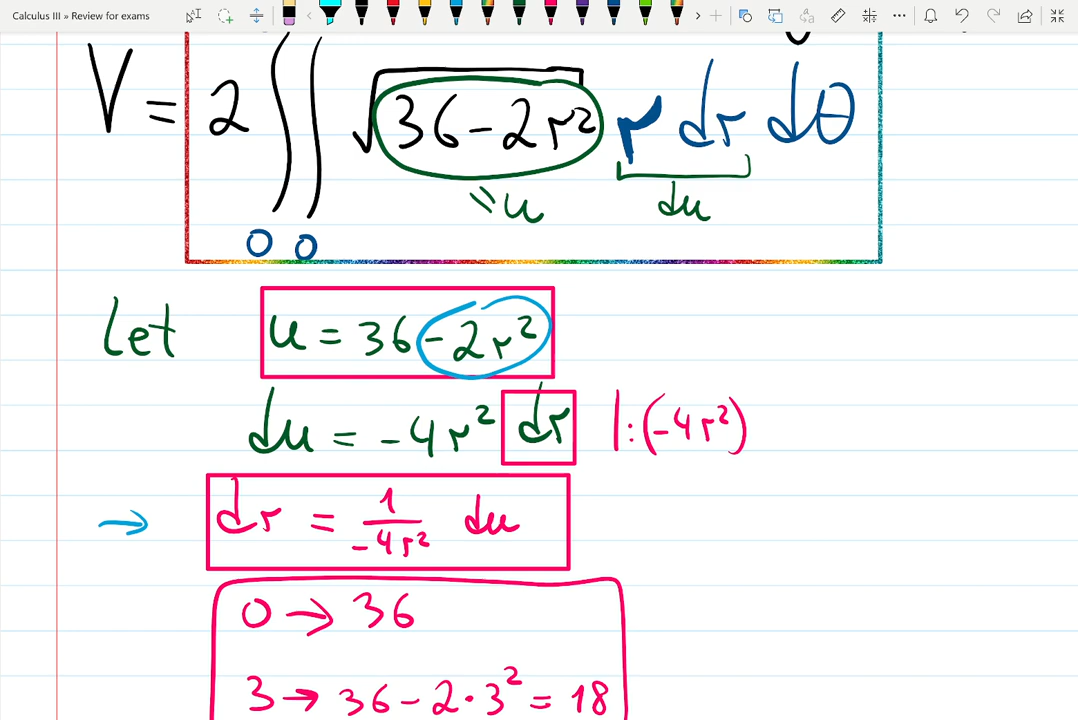 Calculus III » Review for exams
V = 2 ∫∫ √(36 - 2r²) r dr dθ
= u du
0 0
Let u = 36 - 2r²
du = -4r² dr |:(-4r²)
→ dr = 1/(-4r²) du
0 → 36
3 → 36 - 2·3² = 18